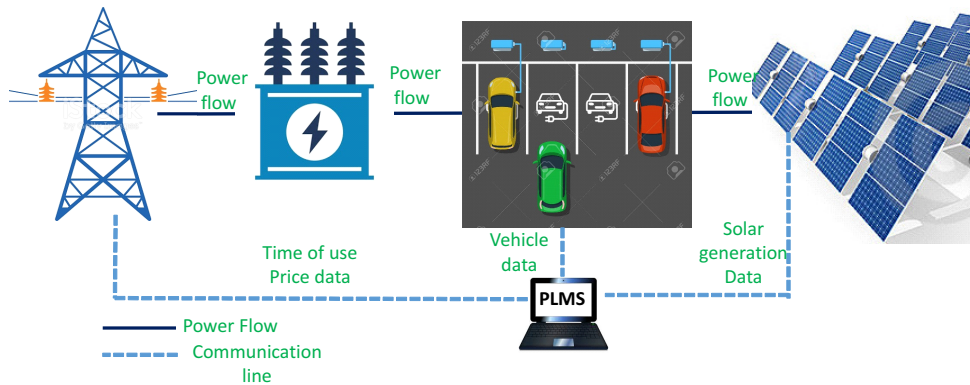 Power
flow
Power
flow
Power
flow
Time of use
Price data
Vehicle
data
Solar
generation
Data
PLMS
Power Flow
Communication
line